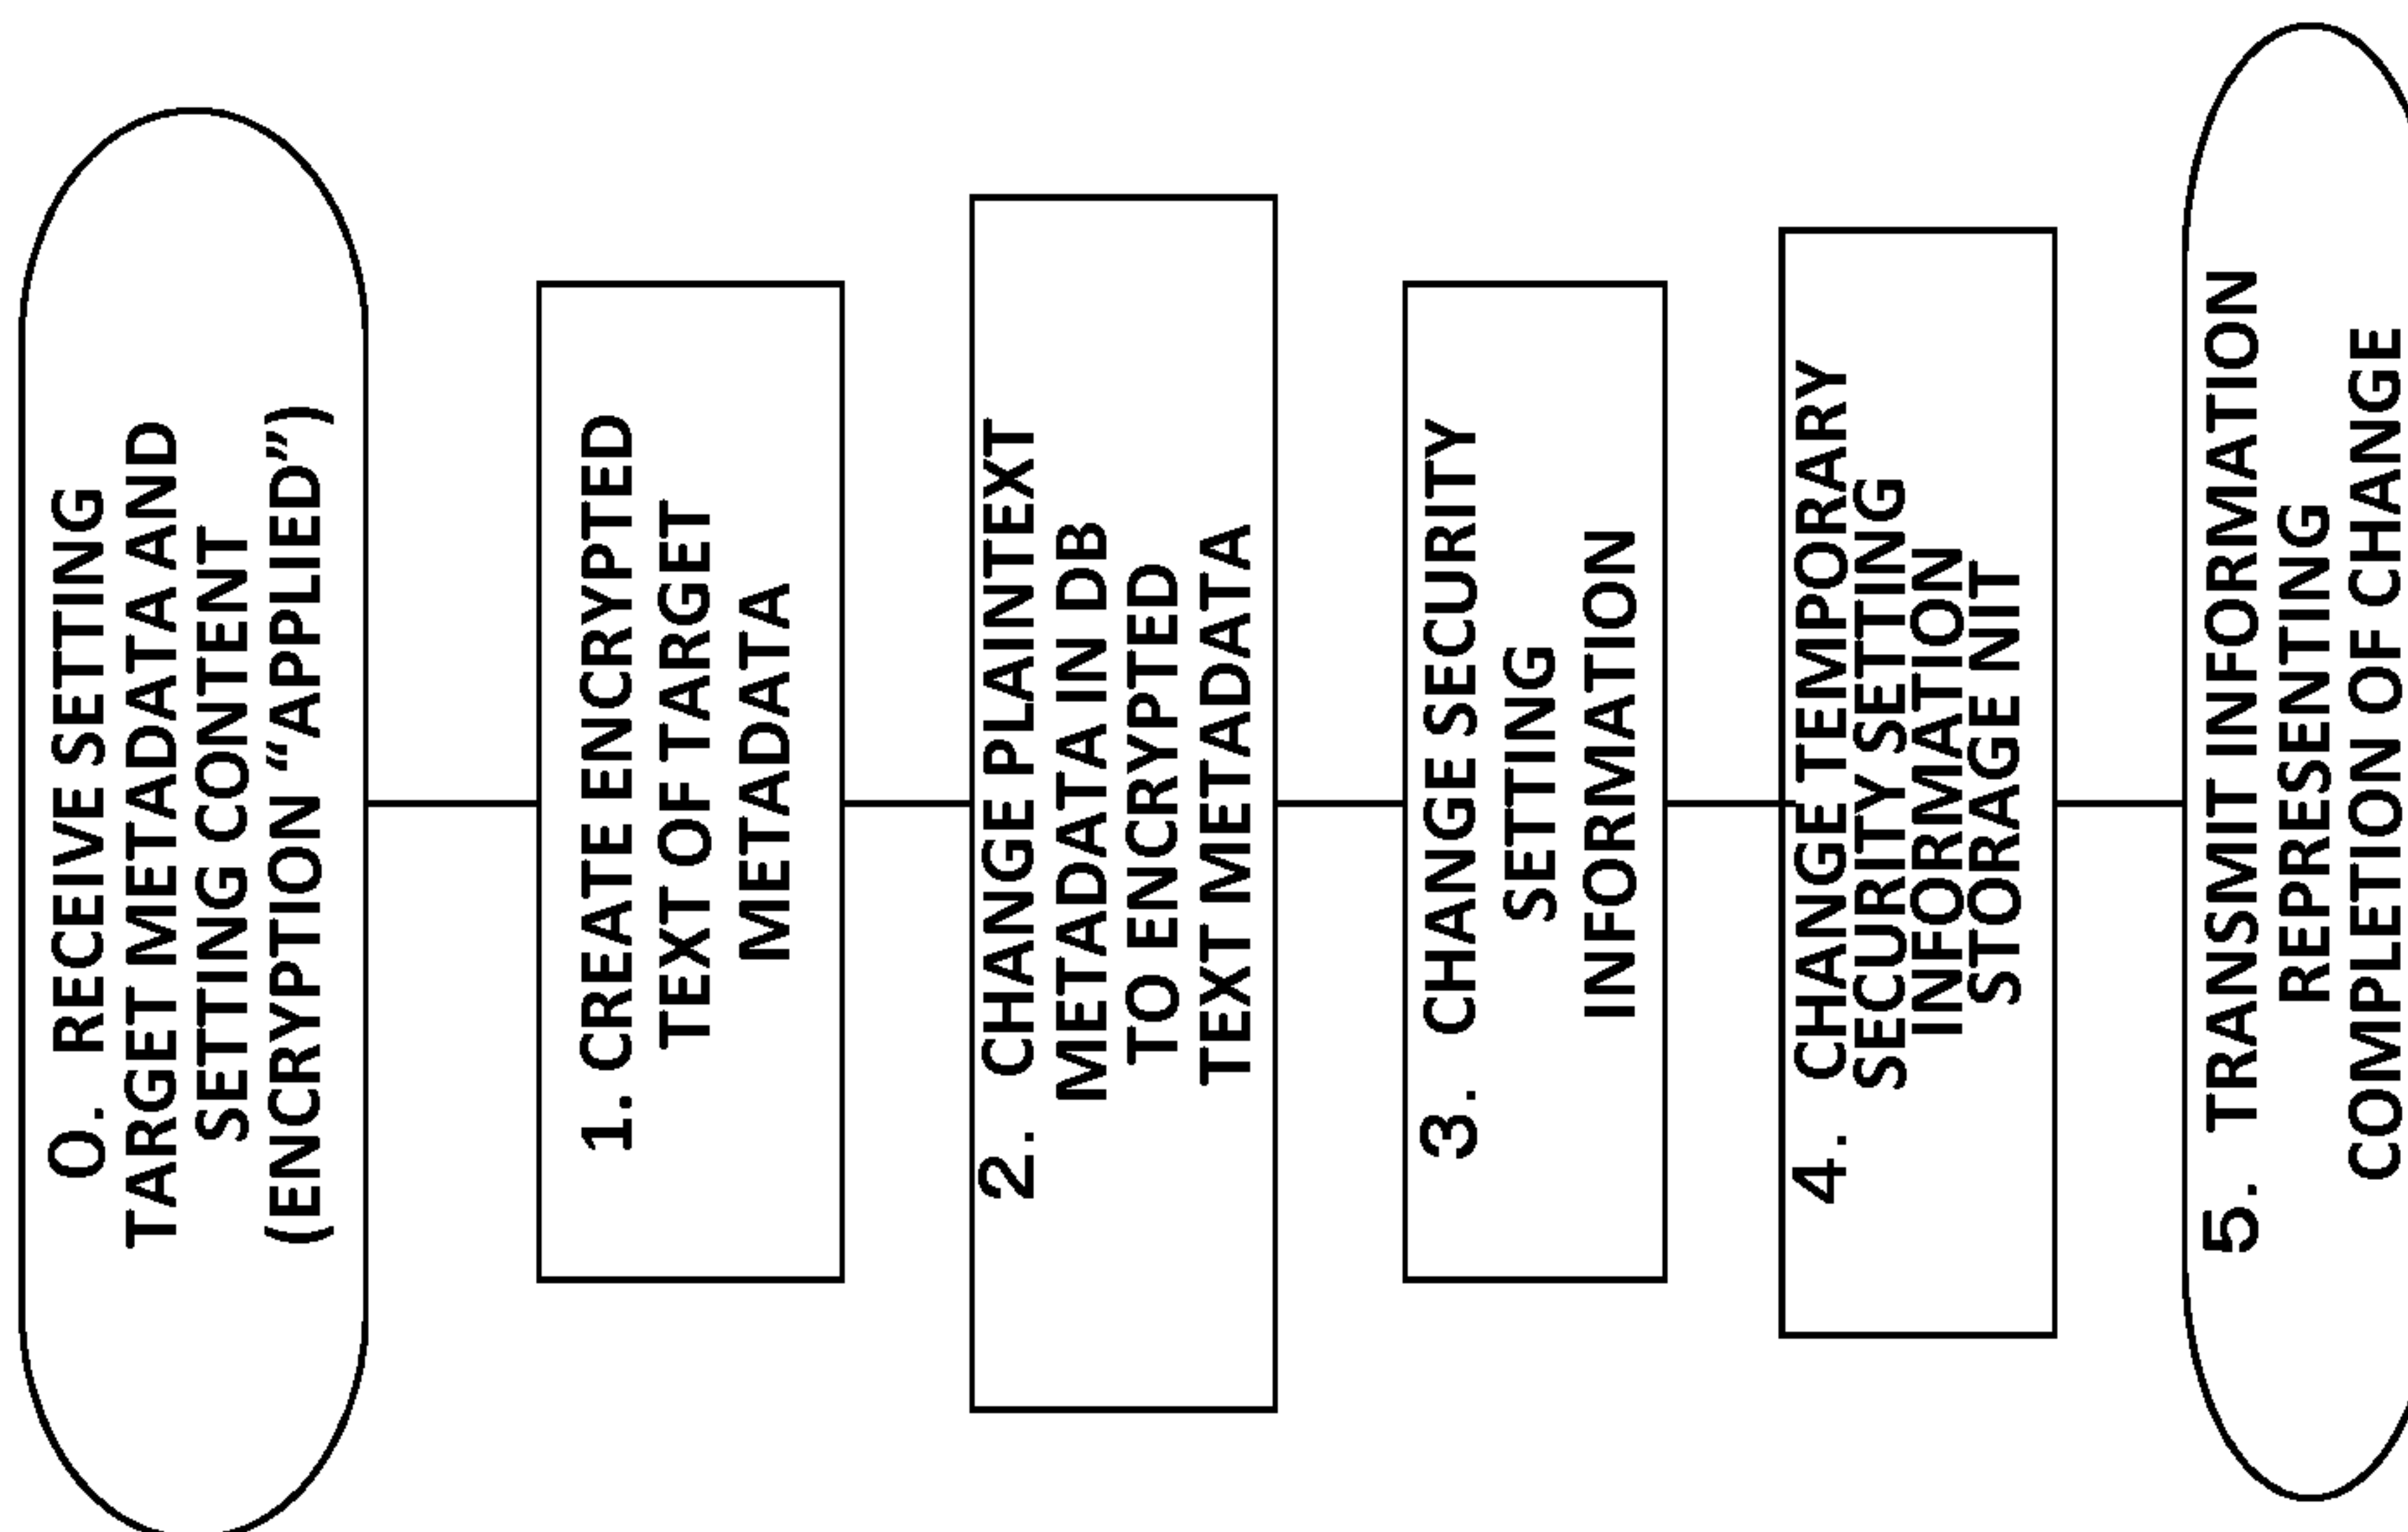 0. RECEIVE SETTING
TARGET METADATA AND
SETTING CONTENT
(ENCRYPTION “APPLIED”)
1. CREATE ENCRYPTED
TEXT OF TARGET
METADATA
2. CHANGE PLAINTEXT
METADATA IN DB
TO ENCRYPTED
TEXT METADATA
3. CHANGE SECURITY
SETTING
INFORMATION
4. CHANGE TEMPORARY
SECURITY SETTING
INFORMATION
STORAGE NIT
5. TRANSMIT INFORMATION
REPRESENTING
COMPLETION OF CHANGE